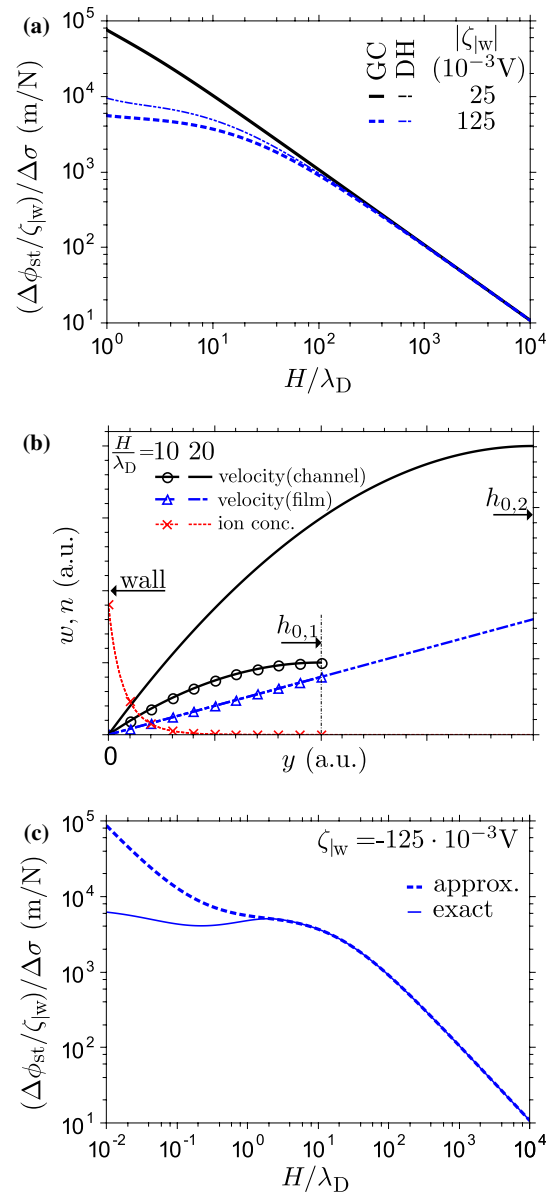 (a)
10^5
10^4
10^3
10^2
10^1
(Δϕ_st/ζ_|w)/Δσ (m/N)
GC DH |ζ_|w|
(10^-3V)
25
125
10^0 10^1 10^2 10^3 10^4
H/λ_D
(b)
H/λ_D = 10 20
velocity(channel)
velocity(film)
ion conc.
h_0,2
wall
h_0,1
w, n (a.u.)
0
y (a.u.)
(c)
10^5
10^4
10^3
10^2
10^1
(Δϕ_st/ζ_|w)/Δσ (m/N)
ζ_|w =-125 · 10^-3V
approx.
exact
10^-2 10^-1 10^0 10^1 10^2 10^3 10^4
H/λ_D